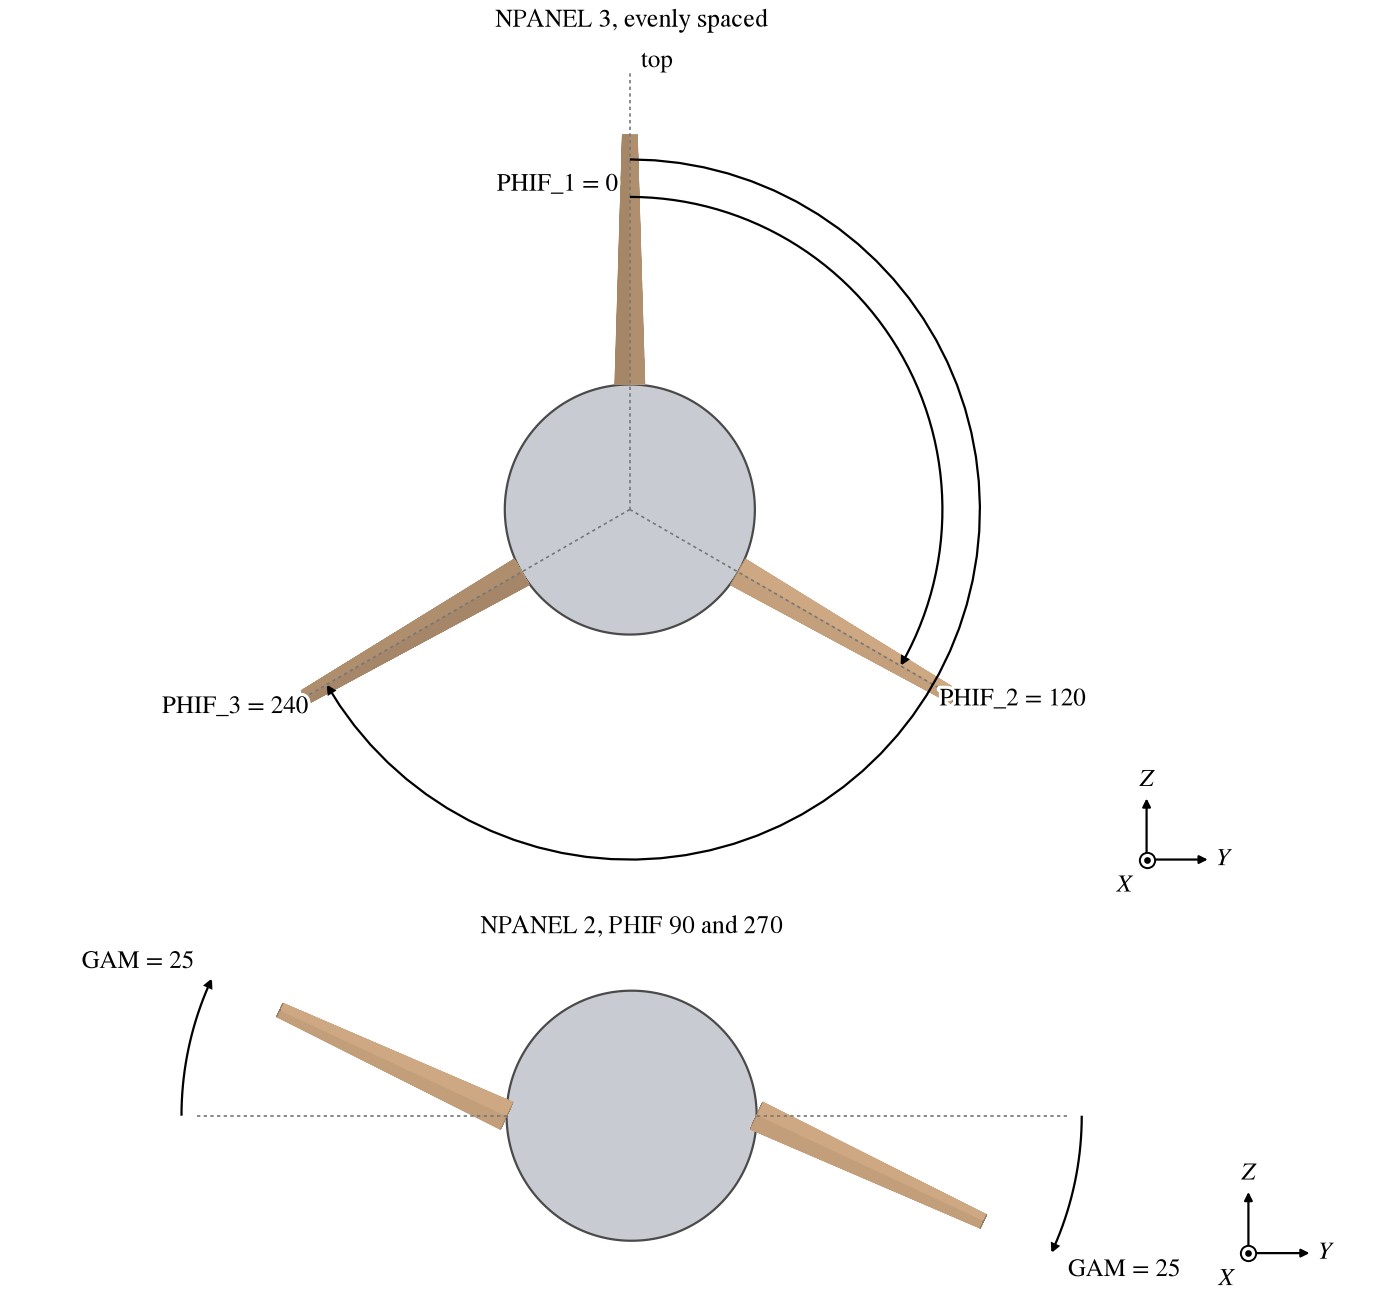 NPANEL 3, evenly spaced
top
PHIF_1 = 0
PHIF_3 = 240
PHIF_2 = 120
Z
Y
X
NPANEL 2, PHIF 90 and 270
GAM = 25
Z
Y
GAM = 25
X